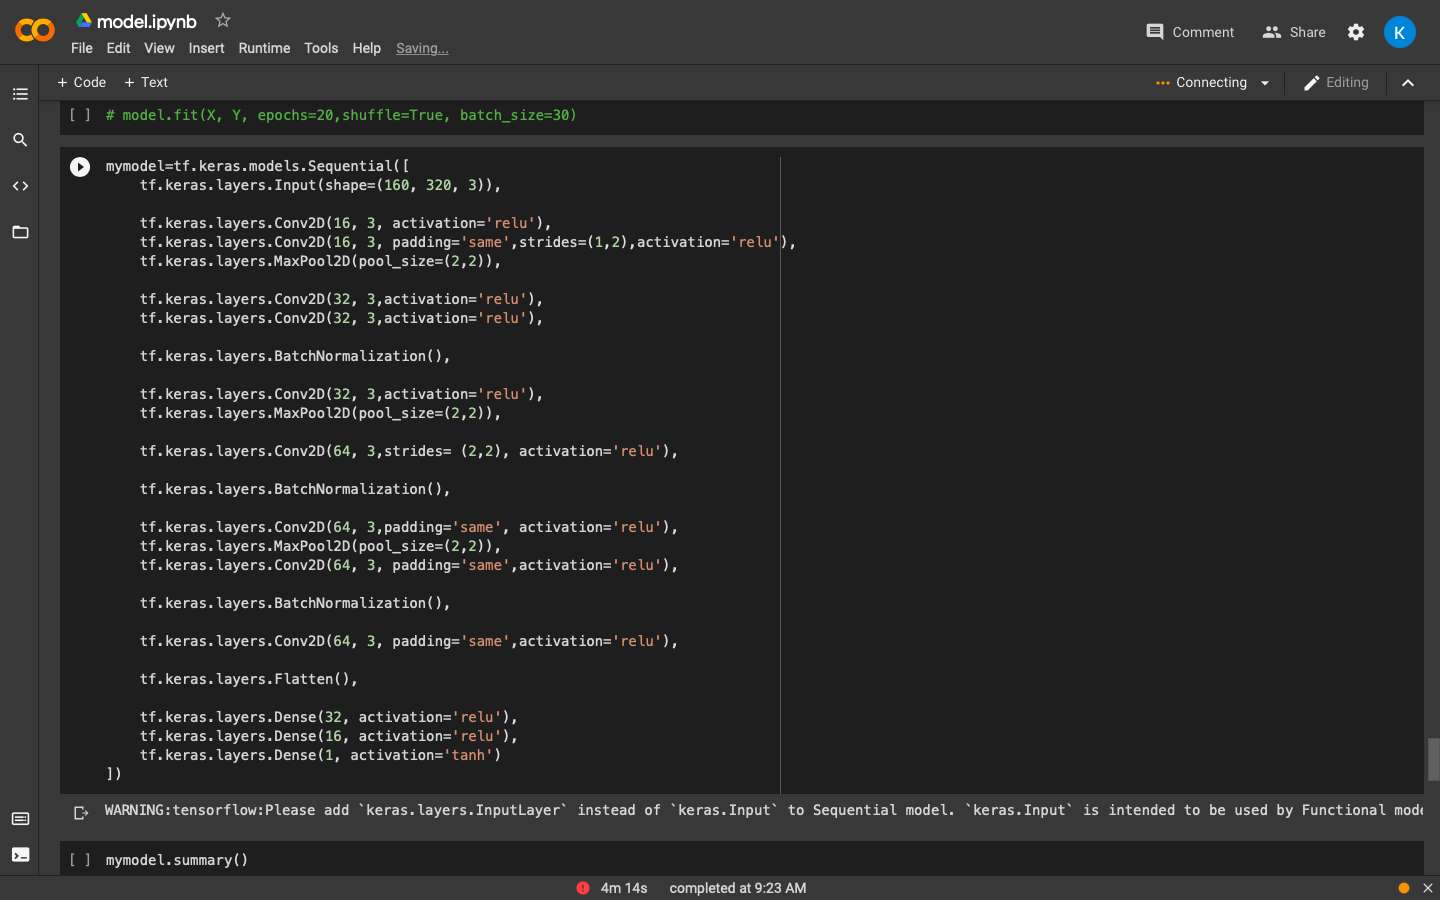 model.ipynb
File Edit View Insert Runtime Tools Help Saving...
Comment Share K
+ Code + Text
Connecting Editing
[ ] # model.fit(X, Y, epochs=20,shuffle=True, batch_size=30)
mymodel=tf.keras.models.Sequential([
    tf.keras.layers.Input(shape=(160, 320, 3)),
    tf.keras.layers.Conv2D(16, 3, activation='relu'),
    tf.keras.layers.Conv2D(16, 3, padding='same',strides=(1,2),activation='relu'),
    tf.keras.layers.MaxPool2D(pool_size=(2,2)),
    tf.keras.layers.Conv2D(32, 3,activation='relu'),
    tf.keras.layers.Conv2D(32, 3,activation='relu'),
    tf.keras.layers.BatchNormalization(),
    tf.keras.layers.Conv2D(32, 3,activation='relu'),
    tf.keras.layers.MaxPool2D(pool_size=(2,2)),
    tf.keras.layers.Conv2D(64, 3,strides= (2,2), activation='relu'),
    tf.keras.layers.BatchNormalization(),
    tf.keras.layers.Conv2D(64, 3,padding='same', activation='relu'),
    tf.keras.layers.MaxPool2D(pool_size=(2,2)),
    tf.keras.layers.Conv2D(64, 3, padding='same',activation='relu'),
    tf.keras.layers.BatchNormalization(),
    tf.keras.layers.Conv2D(64, 3, padding='same',activation='relu'),
    tf.keras.layers.Flatten(),
    tf.keras.layers.Dense(32, activation='relu'),
    tf.keras.layers.Dense(16, activation='relu'),
    tf.keras.layers.Dense(1, activation='tanh')
])
WARNING:tensorflow:Please add `keras.layers.InputLayer` instead of `keras.Input` to Sequential model. `keras.Input` is intended to be used by Functional mode
[ ] mymodel.summary()
4m 14s completed at 9:23 AM